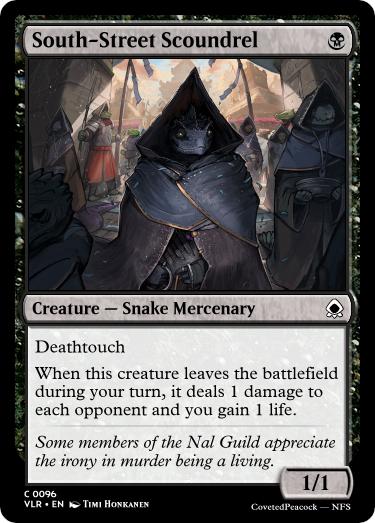 South-Street Scoundrel
Creature — Snake Mercenary
Deathtouch
When this creature leaves the battlefield
during your turn, it deals 1 damage to
each opponent and you gain 1 life.
Some members of the Nal Guild appreciate
the irony in murder being a living.
1/1
C 0096
VLR • EN Timi Honkanen
CovetedPeacock — NFS